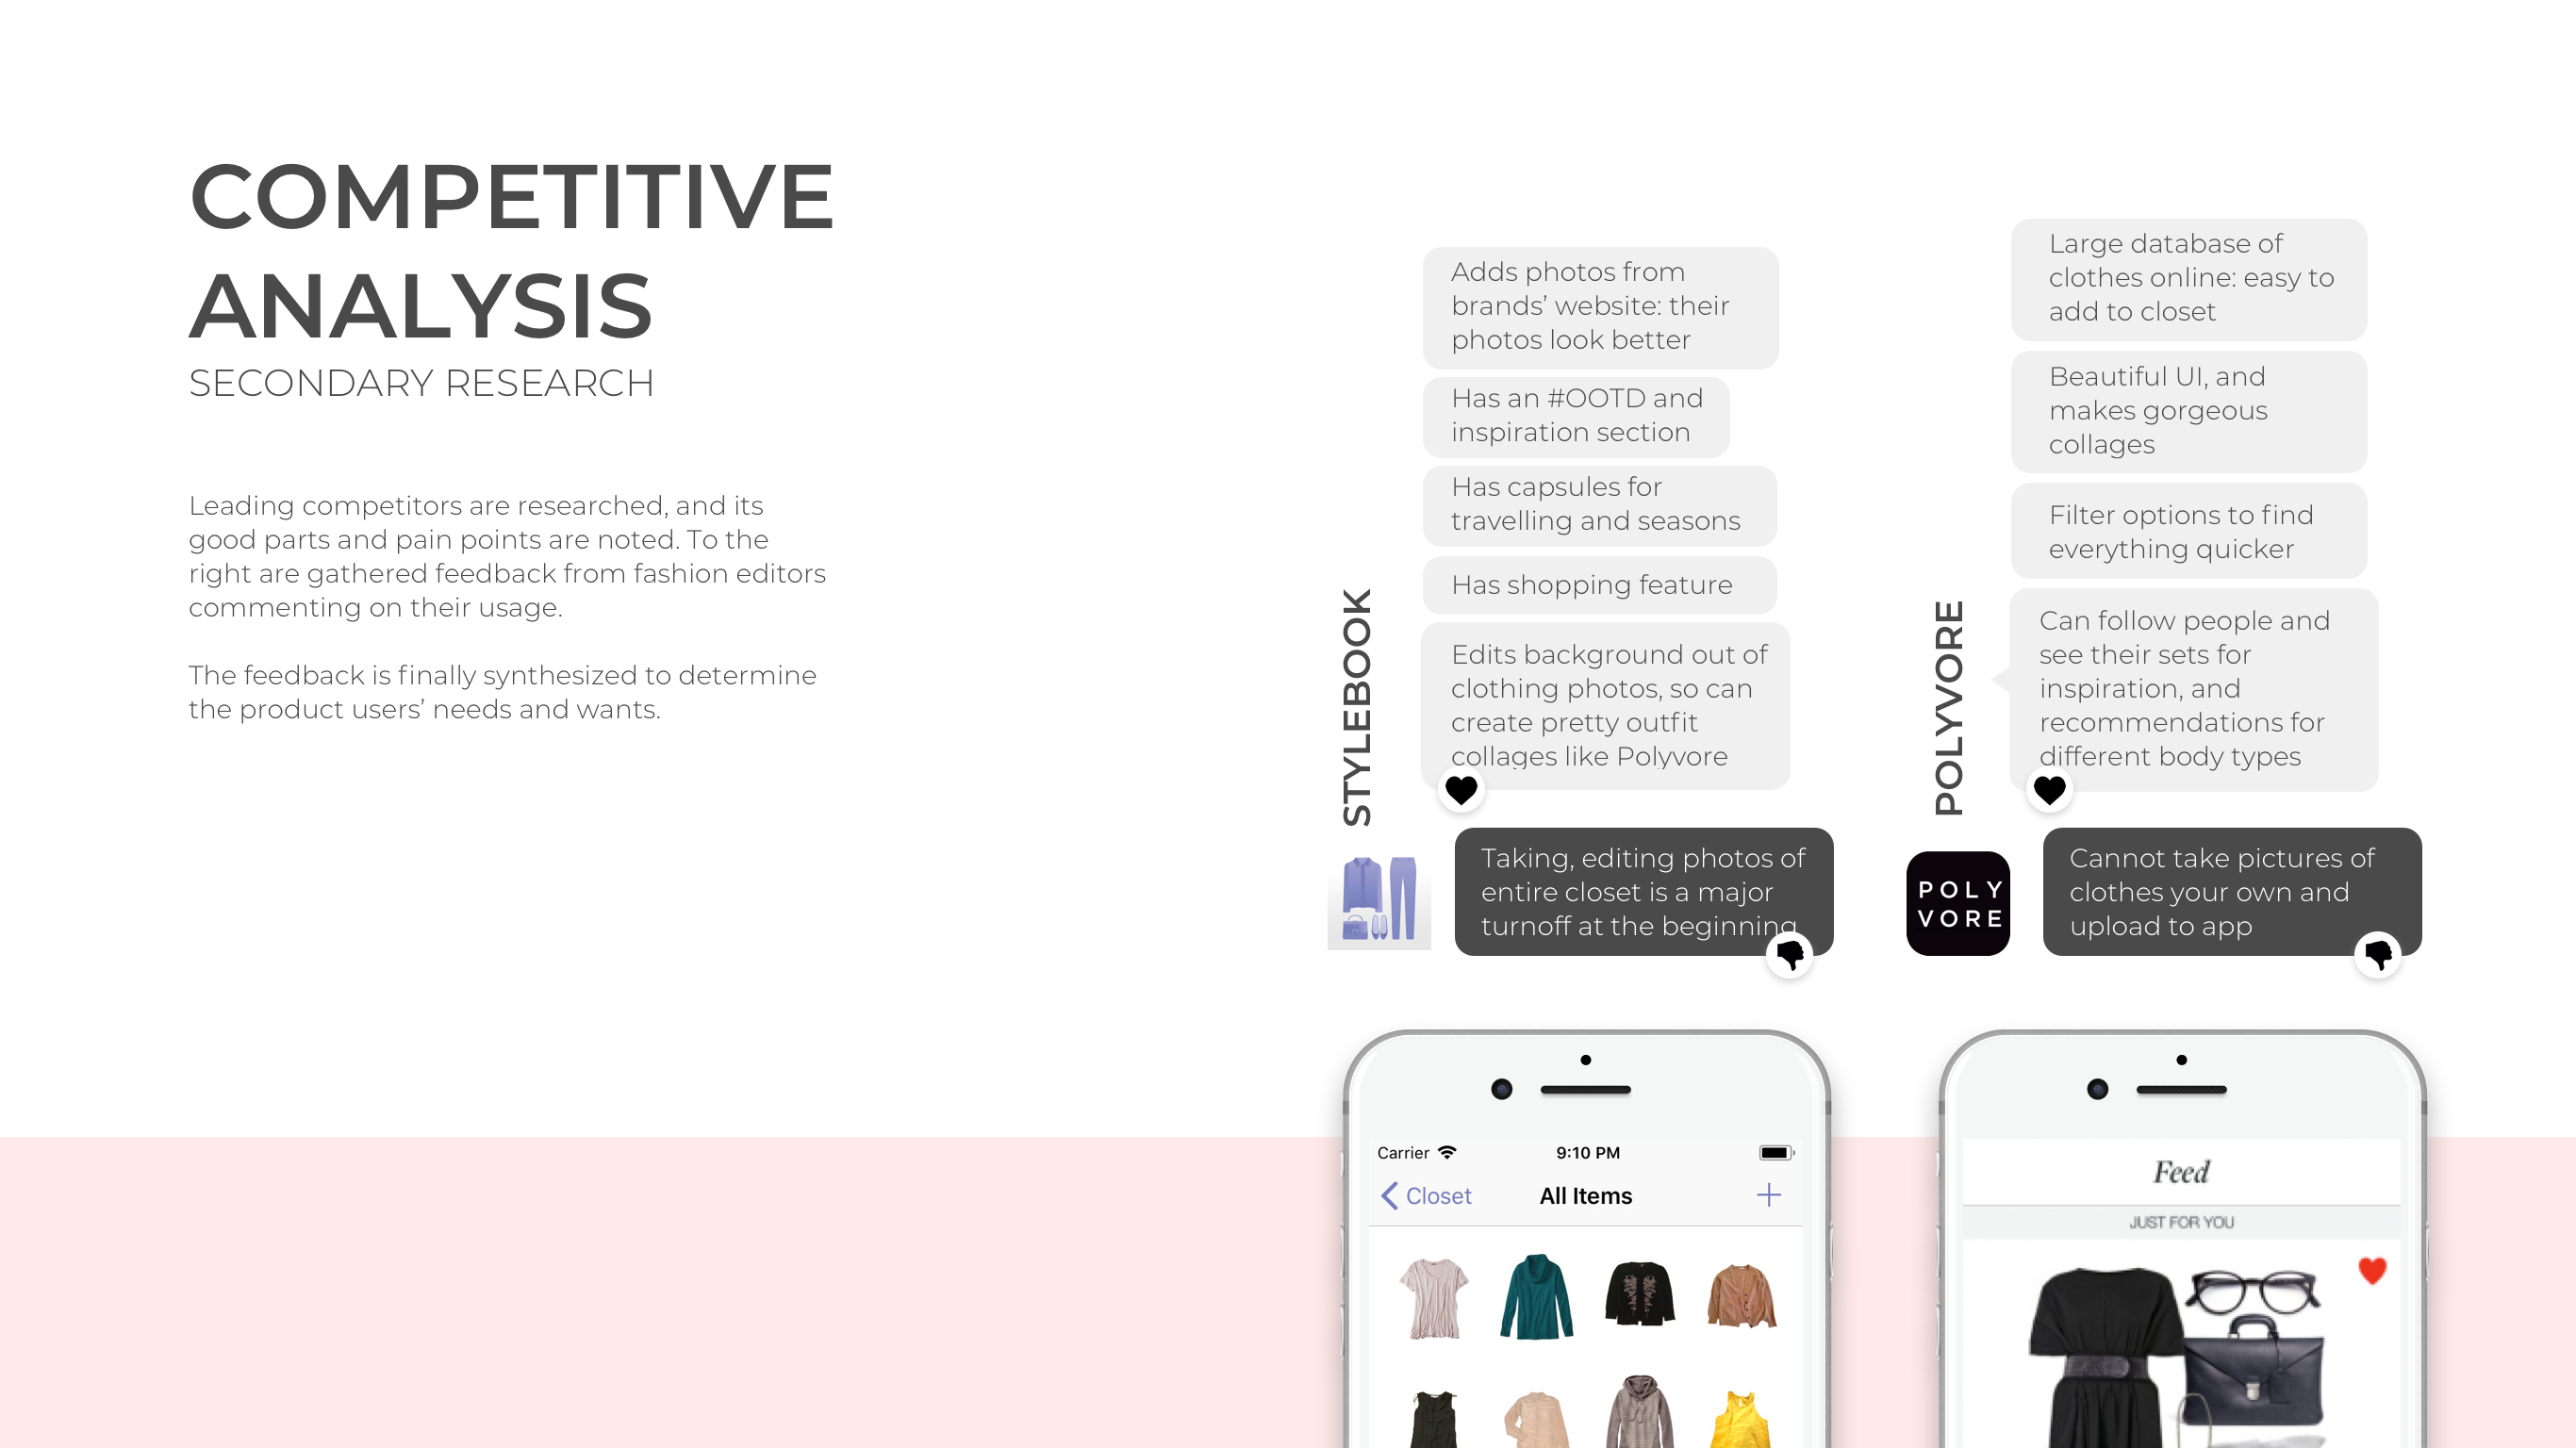 COMPETITIVE
ANALYSIS
SECONDARY RESEARCH
Leading competitors are researched, and its
good parts and pain points are noted. To the
right are gathered feedback from fashion editors
commenting on their usage.
The feedback is finally synthesized to determine
the product users’ needs and wants.
STYLEBOOK
Adds photos from
brands’ website: their
photos look better
Has an #OOTD and
inspiration section
Has capsules for
travelling and seasons
Has shopping feature
Edits background out of
clothing photos, so can
create pretty outfit
collages like Polyvore
Taking, editing photos of
entire closet is a major
turnoff at the beginning
POLYVORE
Large database of
clothes online: easy to
add to closet
Beautiful UI, and
makes gorgeous
collages
Filter options to find
everything quicker
Can follow people and
see their sets for
inspiration, and
recommendations for
different body types
POLY
VORE
Cannot take pictures of
clothes your own and
upload to app
Carrier 9:10 PM
Closet All Items
Feed
JUST FOR YOU